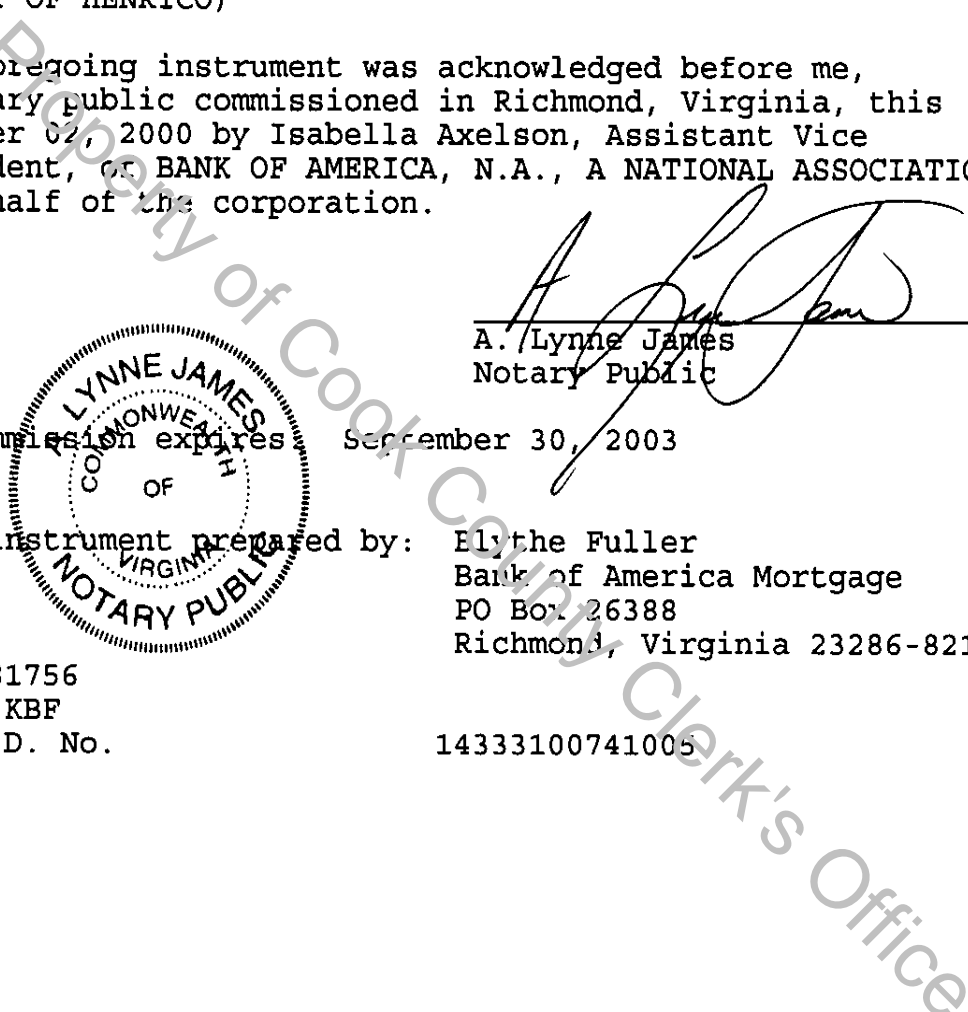 OF HENRICO)
oregoing instrument was acknowledged before me,
ary public commissioned in Richmond, Virginia, this
er 02, 2000 by Isabella Axelson, Assistant Vice
dent, of BANK OF AMERICA, N.A., A NATIONAL ASSOCIATIO
half of the corporation.
A. Lynne James
Notary Public
A LYNNE JAMES
COMMONWEALTH
OF
VIRGINIA
NOTARY PUBLIC
mmission expires: September 30, 2003
instrument prepared by: Elythe Fuller
Bank of America Mortgage
PO Box 26388
Richmond, Virginia 23286-821
31756
KBF
D. No. 14333100741005
Property of Cook County Clerk's Office